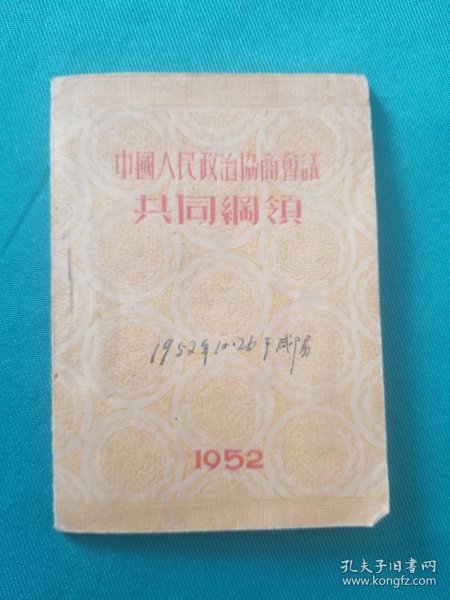 中國人民政治協商會議
共同綱領
1952年10.26于咸陽
1952
孔夫子旧书网
www.kongfz.com